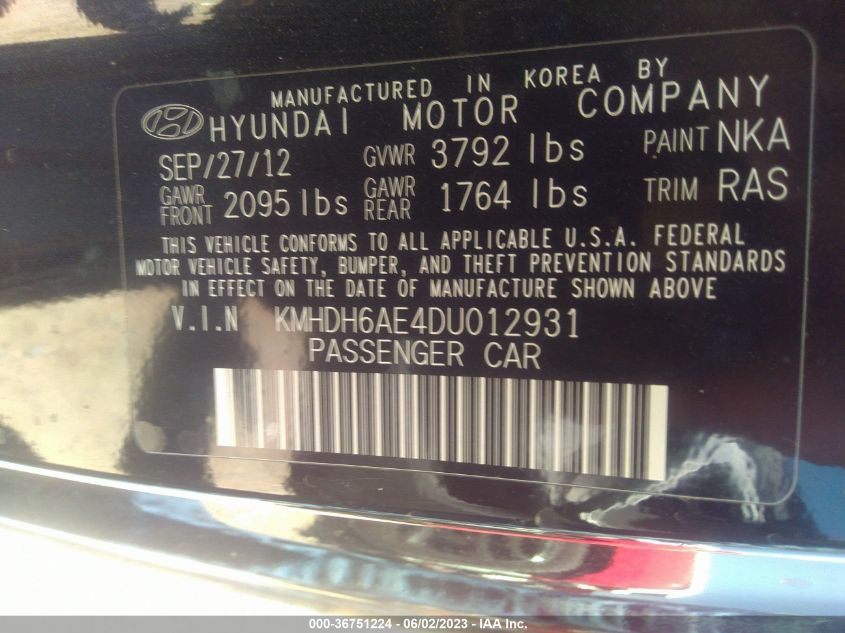 MANUFACTURED IN KOREA BY
HYUNDAI MOTOR COMPANY
SEP/27/12 GVWR 3792 lbs PAINT NKA
GAWR FRONT 2095 lbs GAWR REAR 1764 lbs TRIM RAS
THIS VEHICLE CONFORMS TO ALL APPLICABLE U.S.A. FEDERAL
MOTOR VEHICLE SAFETY, BUMPER, AND THEFT PREVENTION STANDARDS
IN EFFECT ON THE DATE OF MANUFACTURE SHOWN ABOVE
V.I.N KMHDH6AE4DU012931
PASSENGER CAR
000-36751224 - 06/02/2023 - IAA Inc.